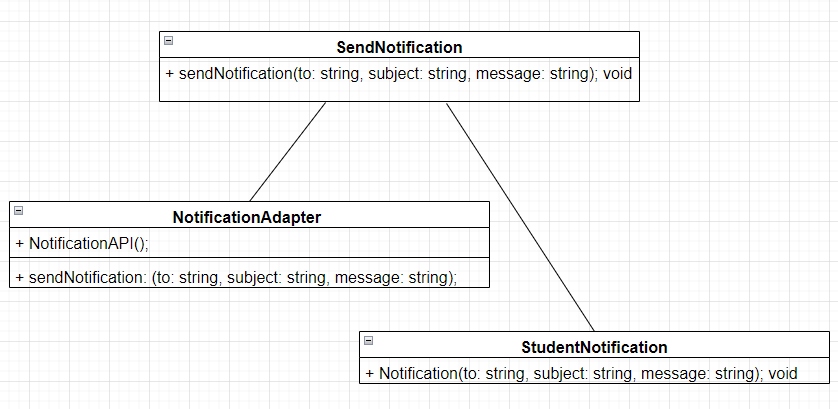 SendNotification
+ sendNotification(to: string, subject: string, message: string); void
NotificationAdapter
+ NotificationAPI();
+ sendNotification: (to: string, subject: string, message: string);
StudentNotification
+ Notification(to: string, subject: string, message: string); void